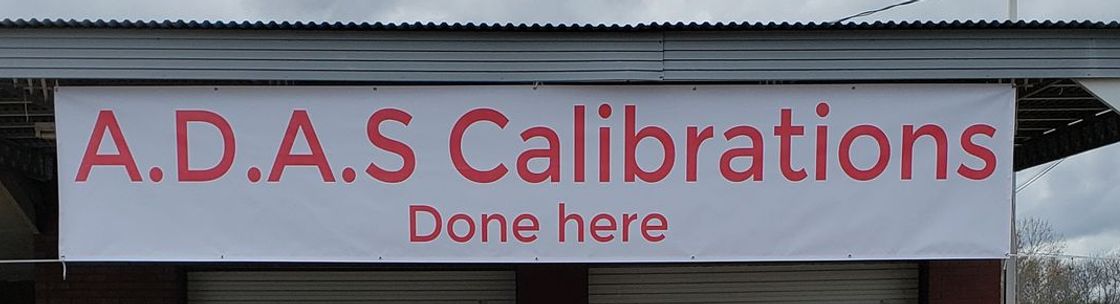 A.D.A.S Calibrations
Done here